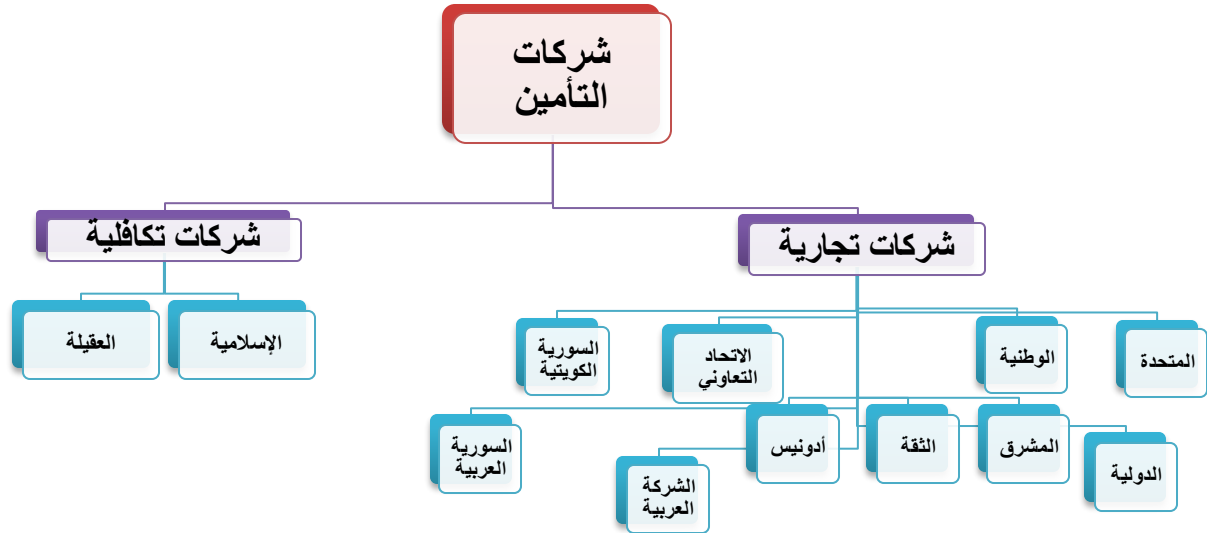 شركات
التأمين
شركات تجارية
شركات تكافلية
المتحدة
الوطنية
الاتحاد
التعاوني
السورية
الكويتية
الدولية
المشرق
الثقة
أدونيس
الشركة
العربية
السورية
العربية
الإسلامية
العقيلة